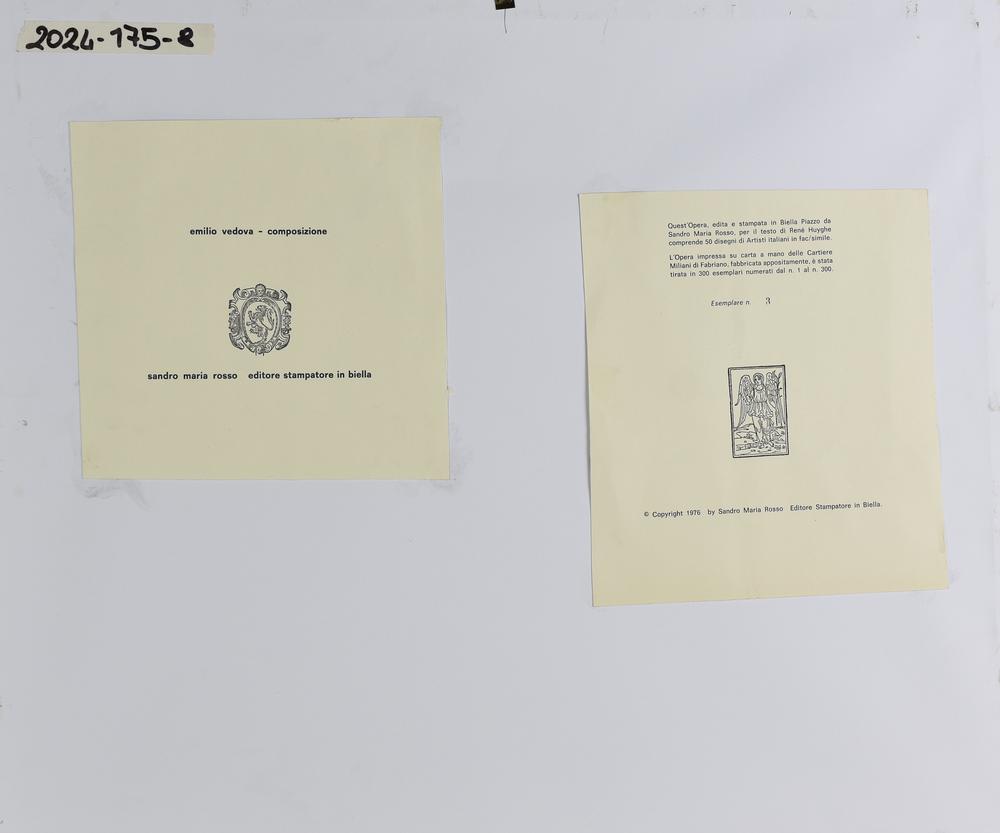 2024-175-8
emilio vedova - composizione
sandro maria rosso editore stampatore in biella
Quest'Opera, edita e stampata in Biella Piazzo da
Sandro Maria Rosso, per il testo di René Huyghe
comprende 50 disegni di Artisti italiani in fac/simile.
L'Opera impressa su carta a mano delle Cartiere
Miliani di Fabriano, fabbricata appositamente, è stata
tirata in 300 esemplari numerati dal n. 1 al n. 300.
Esemplare n. 3
© Copyright 1976 by Sandro Maria Rosso Editore Stampatore in Biella.